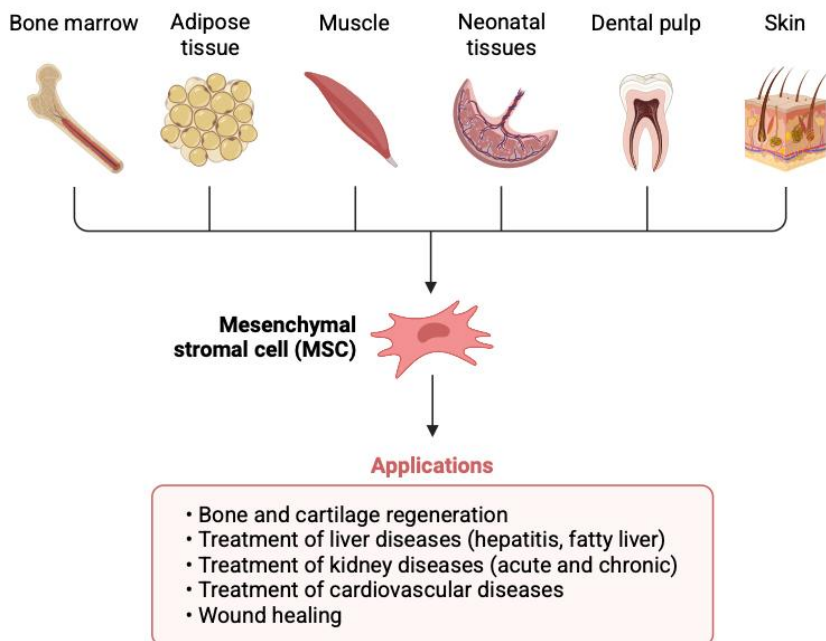 Bone marrow
Adipose
tissue
Muscle
Neonatal
tissues
Dental pulp
Skin
Mesenchymal
stromal cell (MSC)
Applications
• Bone and cartilage regeneration
• Treatment of liver diseases (hepatitis, fatty liver)
• Treatment of kidney diseases (acute and chronic)
• Treatment of cardiovascular diseases
• Wound healing